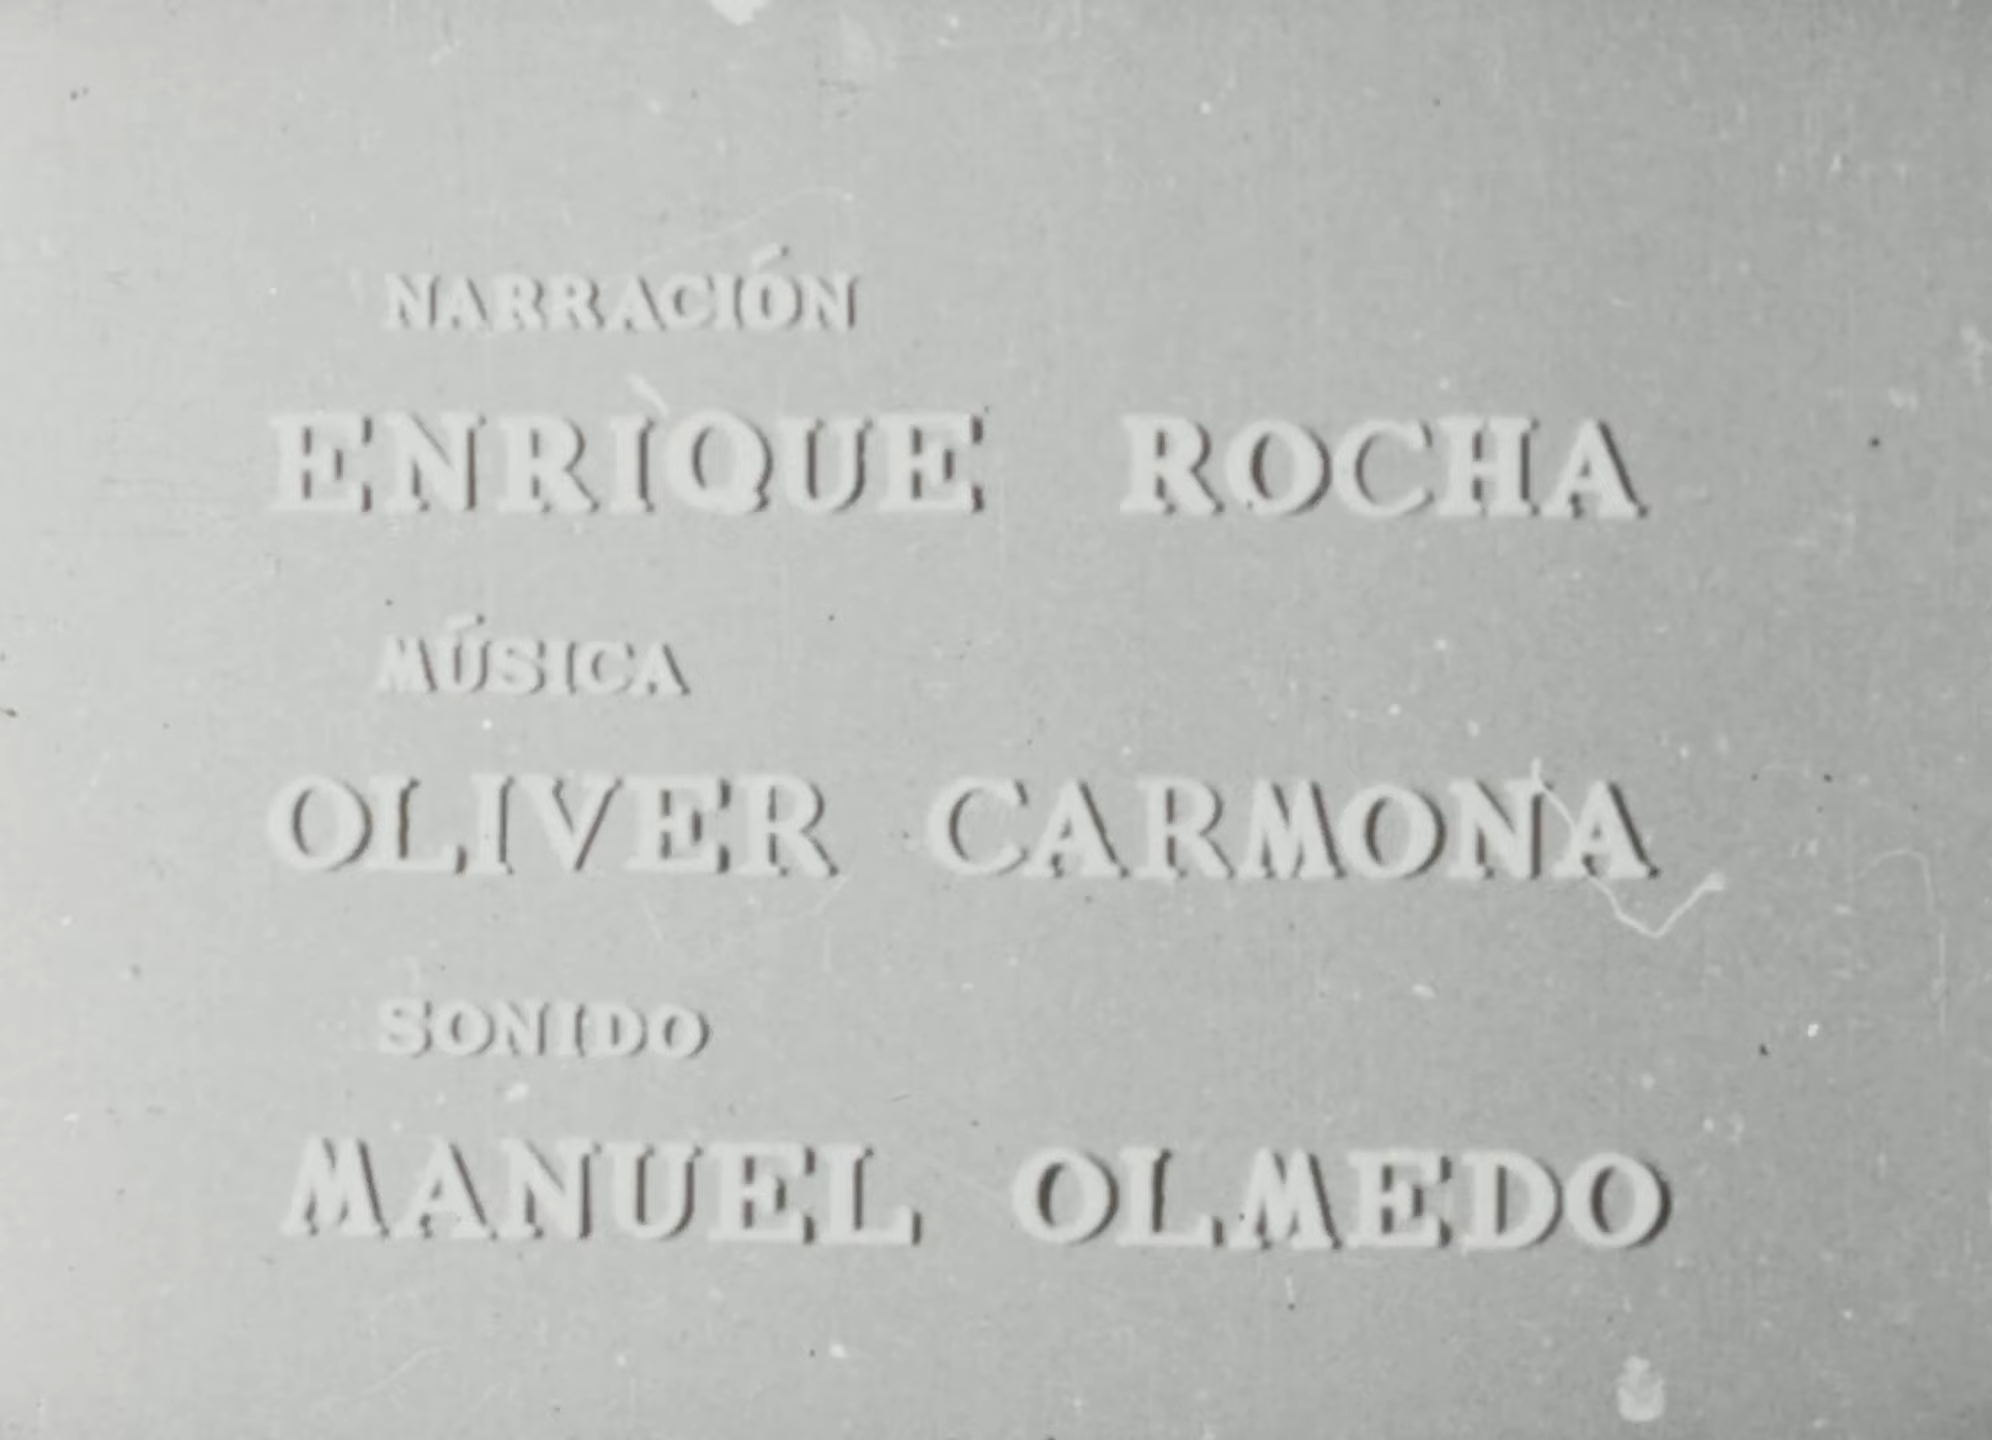 NARRACIÓN
ENRIQUE ROCHA
MÚSICA
OLIVER CARMONA
SONIDO
MANUEL OLMEDO